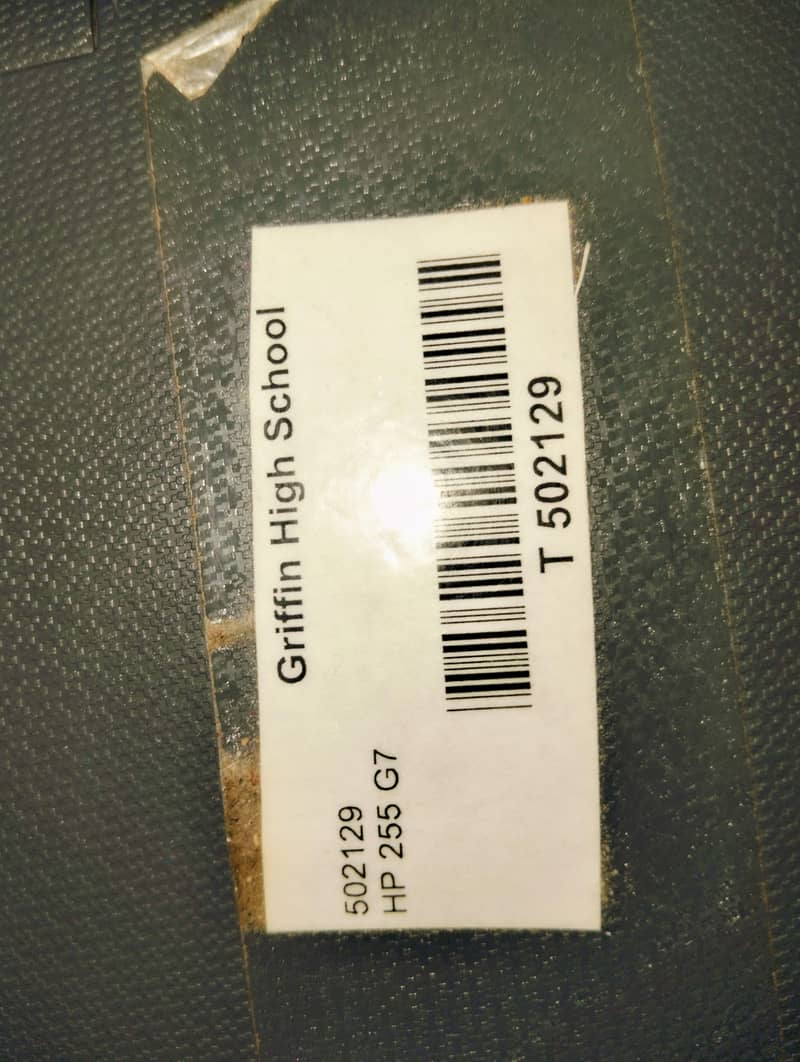 Griffin High School
502129
HP 255 G7
T 502129